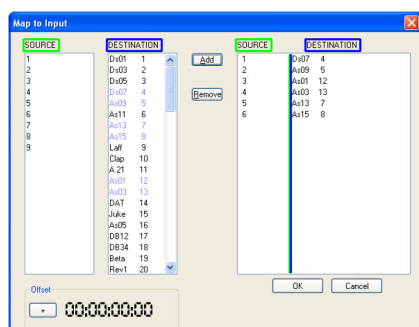 Map to Input
SOURCE DESTINATION SOURCE DESTINATION
1 Ds01 1 Add 1 Ds07 4
2 Ds03 2 2 As09 5
3 Ds05 3 3 As01 12
4 Ds07 4 Remove 4 As03 13
5 As09 5 5 As13 7
6 As11 6 6 As15 8
7 As13 7
8 As15 8
9 Laff 9
Clap 10
A 21 11
As01 12
As03 13
DAT 14
Juke 15
As05 16
DB12 17
DB34 18
Beta 19
Rev1 20
OK Cancel
Offset
+ 00:00:00:00